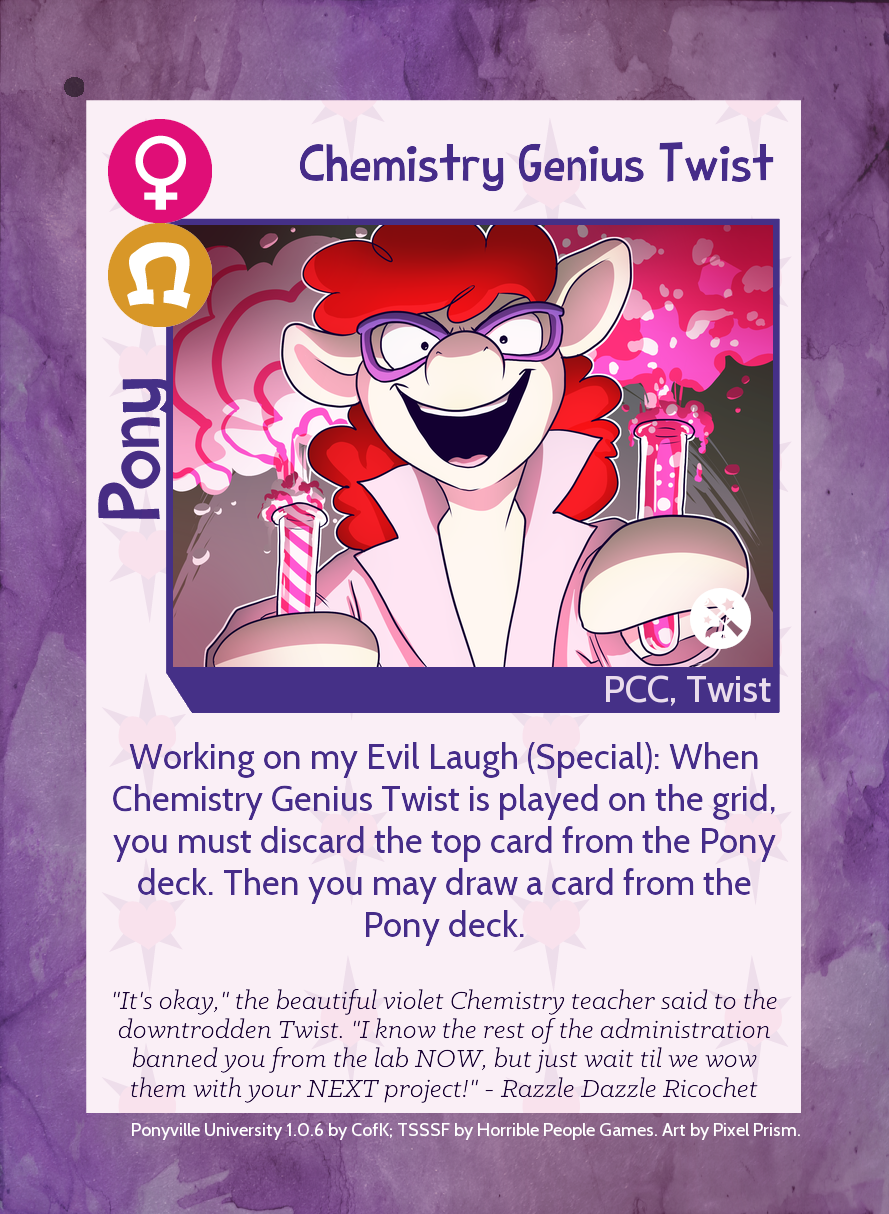 Chemistry Genius Twist
Pony
PCC, Twist
Working on my Evil Laugh (Special): When
Chemistry Genius Twist is played on the grid,
you must discard the top card from the Pony
deck. Then you may draw a card from the
Pony deck.
"It's okay," the beautiful violet Chemistry teacher said to the
downtrodden Twist. "I know the rest of the administration
banned you from the lab NOW, but just wait til we wow
them with your NEXT project!" - Razzle Dazzle Ricochet
Ponyville University 1.0.6 by CofK; TSSSF by Horrible People Games. Art by Pixel Prism.